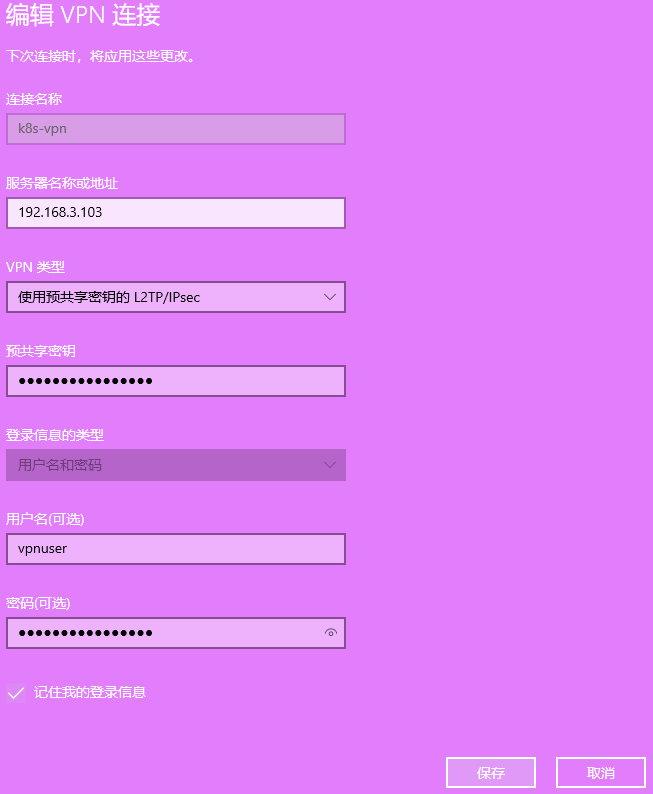 编辑 VPN 连接
下次连接时，将应用这些更改。
连接名称
k8s-vpn
服务器名称或地址
192.168.3.103
VPN 类型
使用预共享密钥的 L2TP/IPsec
预共享密钥
●●●●●●●●●●●●●●●●
登录信息的类型
用户名和密码
用户名(可选)
vpnuser
密码(可选)
●●●●●●●●●●●●●●●●
记住我的登录信息
保存 取消